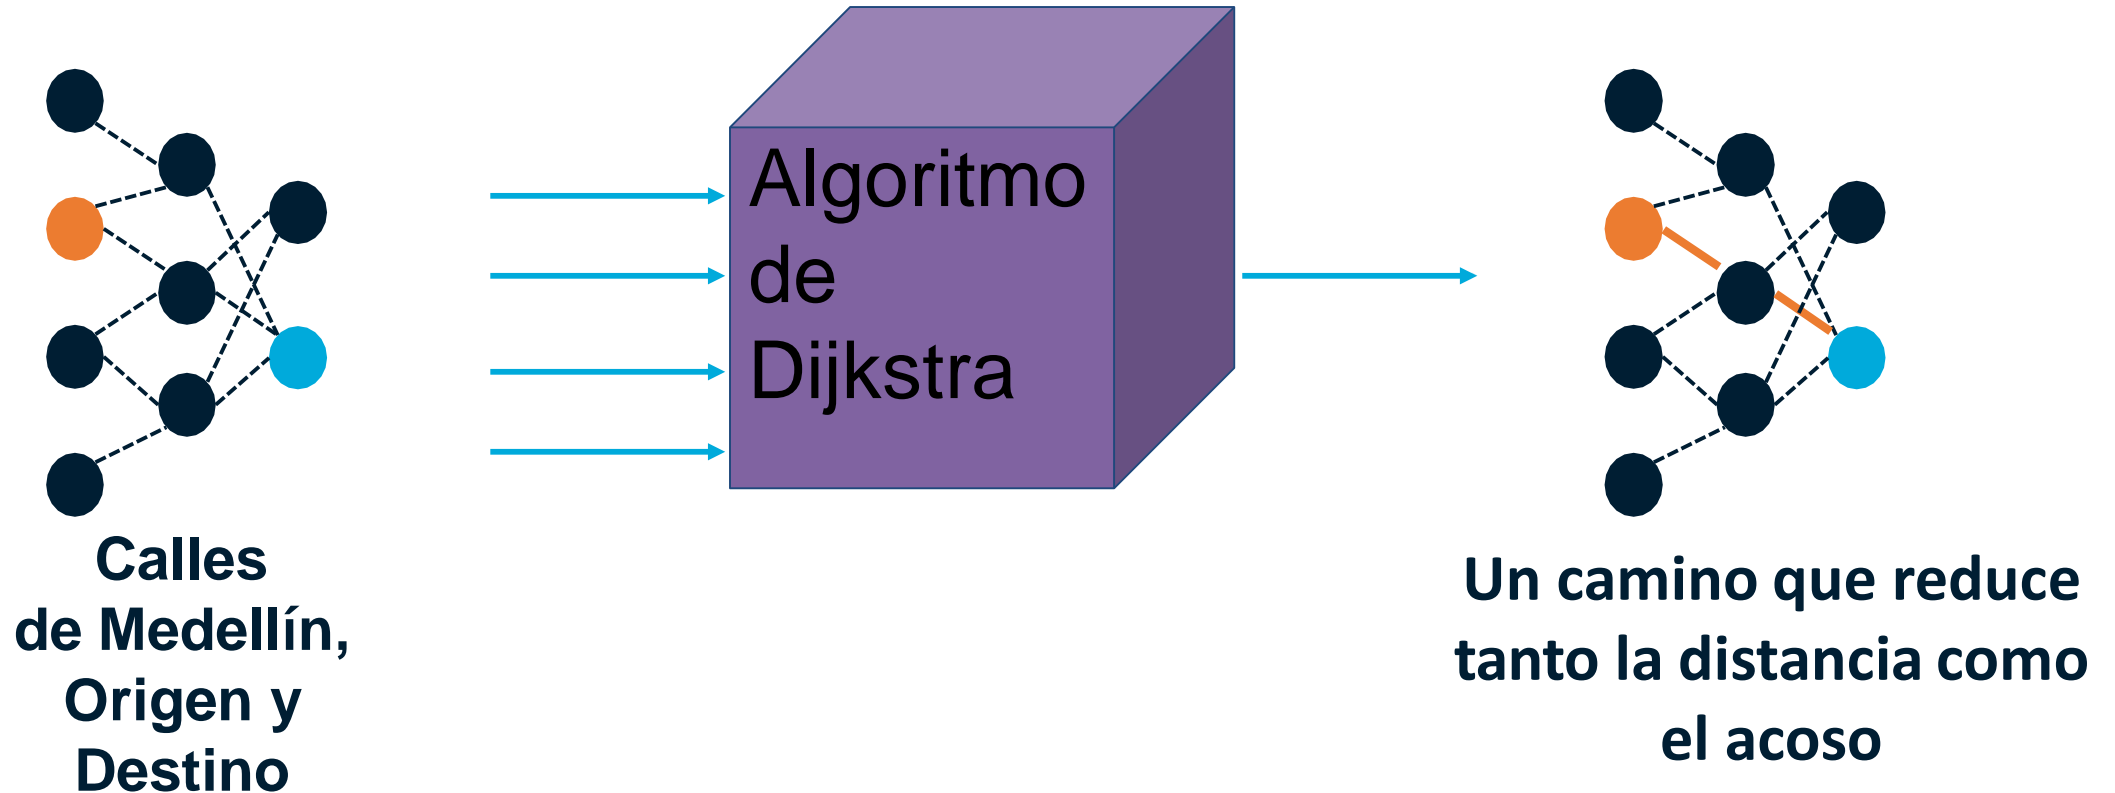 Algoritmo
de
Dijkstra
Calles
de Medellín,
Origen y
Destino
Un camino que reduce
tanto la distancia como
el acoso